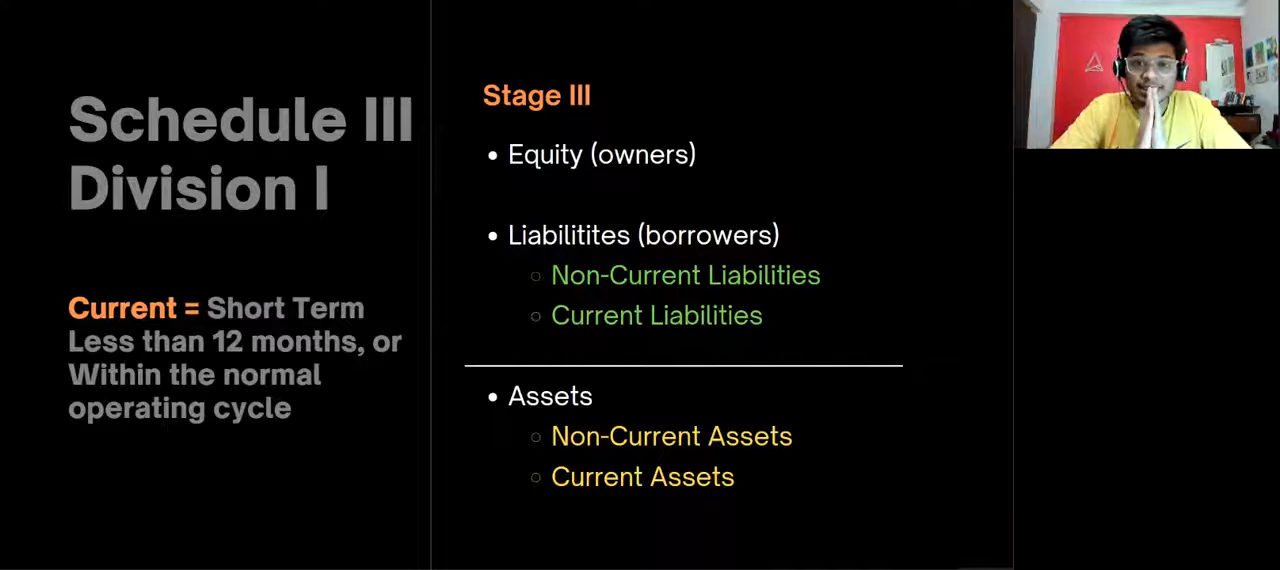 Schedule III
Division I
Current = Short Term
Less than 12 months, or
Within the normal
operating cycle
Stage III
• Equity (owners)
• Liabilitites (borrowers)
○ Non-Current Liabilities
○ Current Liabilities
• Assets
○ Non-Current Assets
○ Current Assets